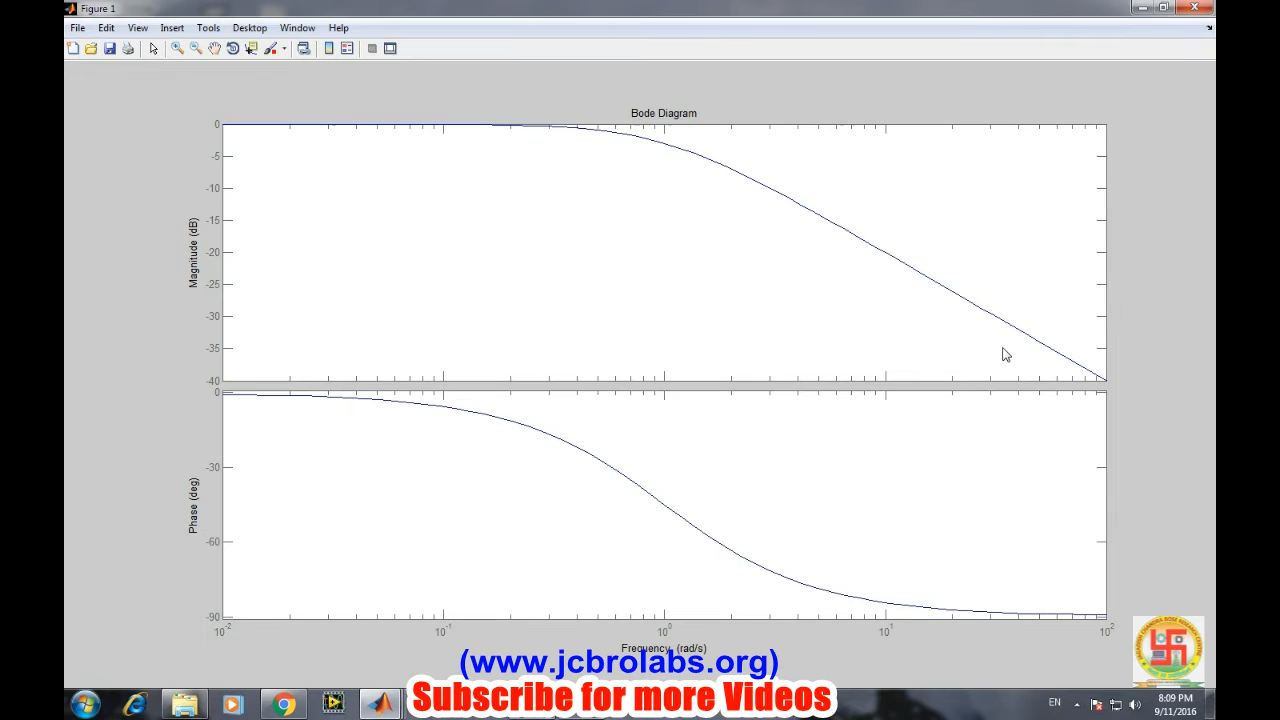 Figure 1
File Edit View Insert Tools Desktop Window Help
Bode Diagram
Magnitude (dB)
0
-5
-10
-15
-20
-25
-30
-35
-40
Phase (deg)
0
-30
-60
-90
10^-2 10^-1 10^0 10^1 10^2
Frequency (rad/s)
(www.jcbrolabs.org)
Subscribe for more Videos
EN 8:09 PM
9/11/2016